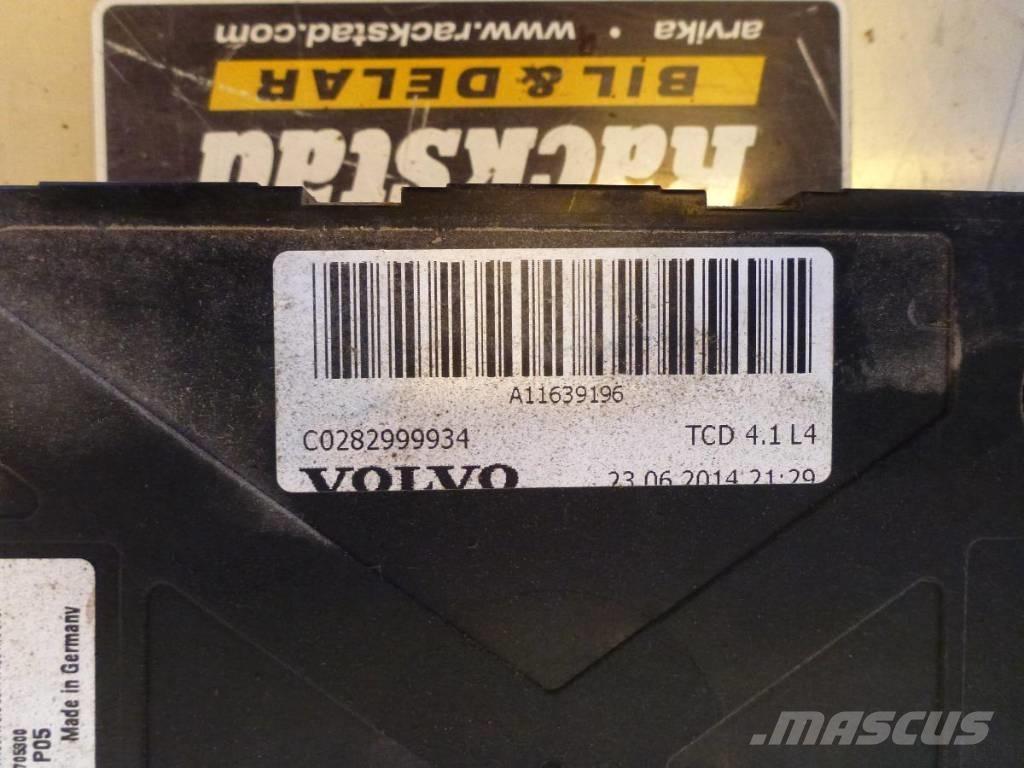 arvika • www.rackstad.com
BIL & DELAR
Rackstad
A11639196
C0282999934 TCD 4.1 L4
VOLVO 23.06.2014 21:29
P05
Made in Germany
MASCUS